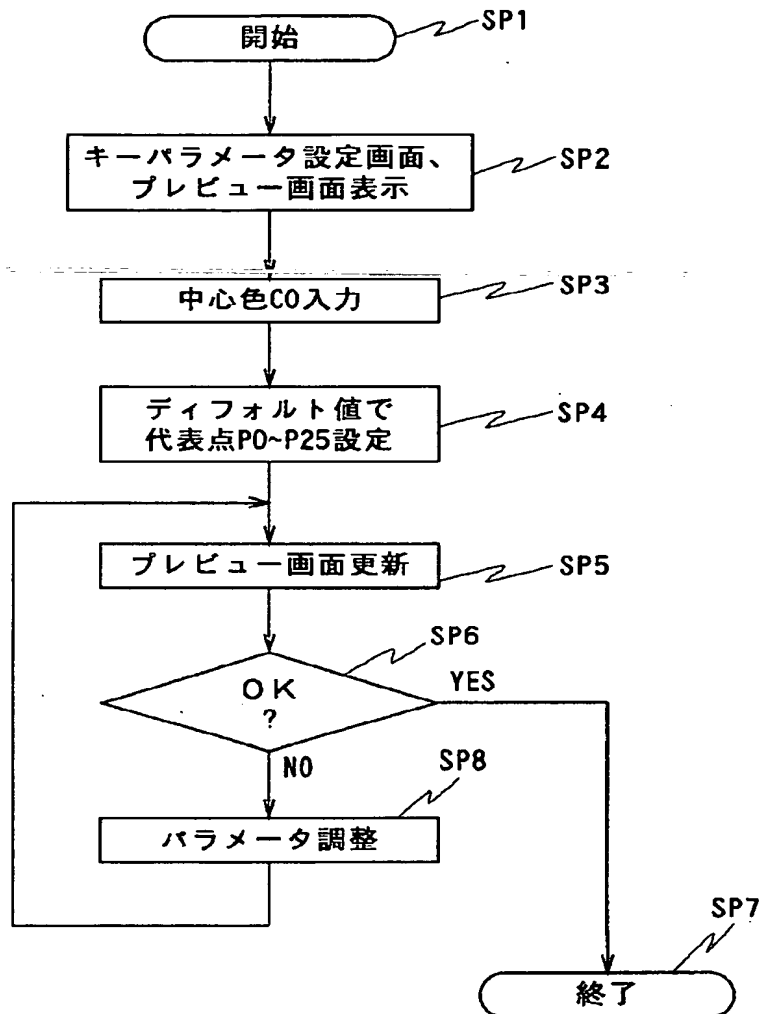 開始
SP1
キーパラメータ設定画面、
プレビュー画面表示
SP2
中心色C0入力
SP3
ディフォルト値で
代表点P0~P25設定
SP4
プレビュー画面更新
SP5
SP6
OK
?
YES
NO
SP8
パラメータ調整
SP7
終了